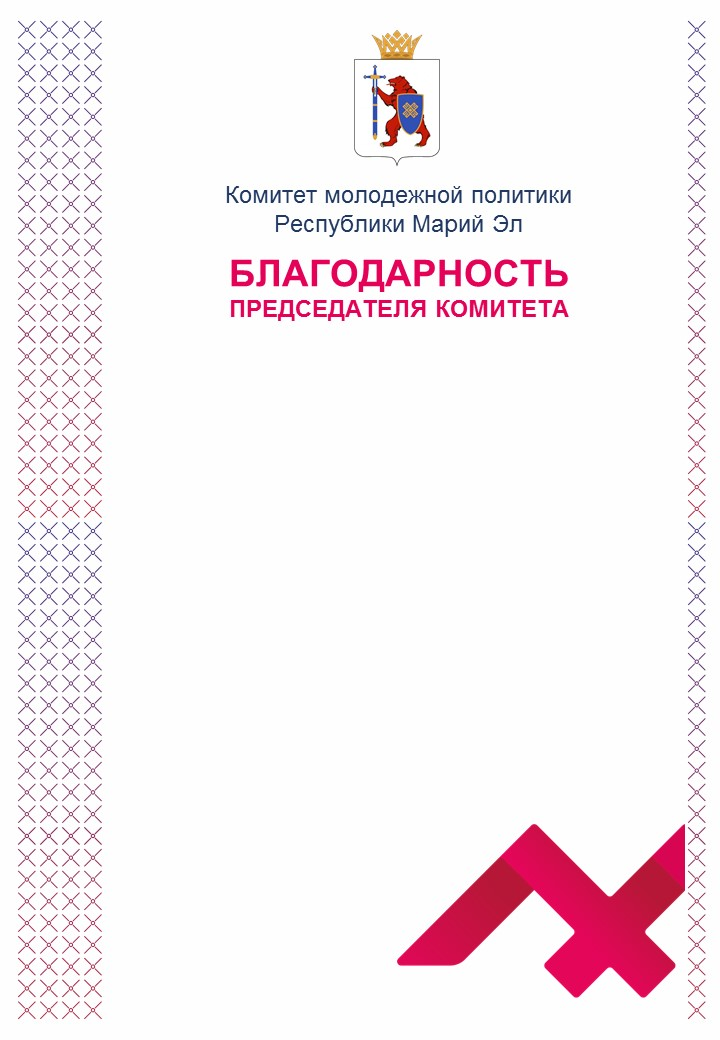 Комитет молодежной политики
Республики Марий Эл
БЛАГОДАРНОСТЬ
ПРЕДСЕДАТЕЛЯ КОМИТЕТА